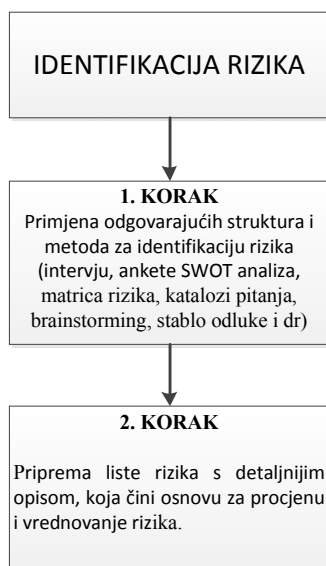 IDENTIFIKACIJA RIZIKA
1. KORAK
Primjena odgovarajućih struktura i
metoda za identifikaciju rizika
(intervju, ankete SWOT analiza,
matrica rizika, katalozi pitanja,
brainstorming, stablo odluke i dr)
2. KORAK
Priprema liste rizika s detaljnijim
opisom, koja čini osnovu za procjenu
i vrednovanje rizika.